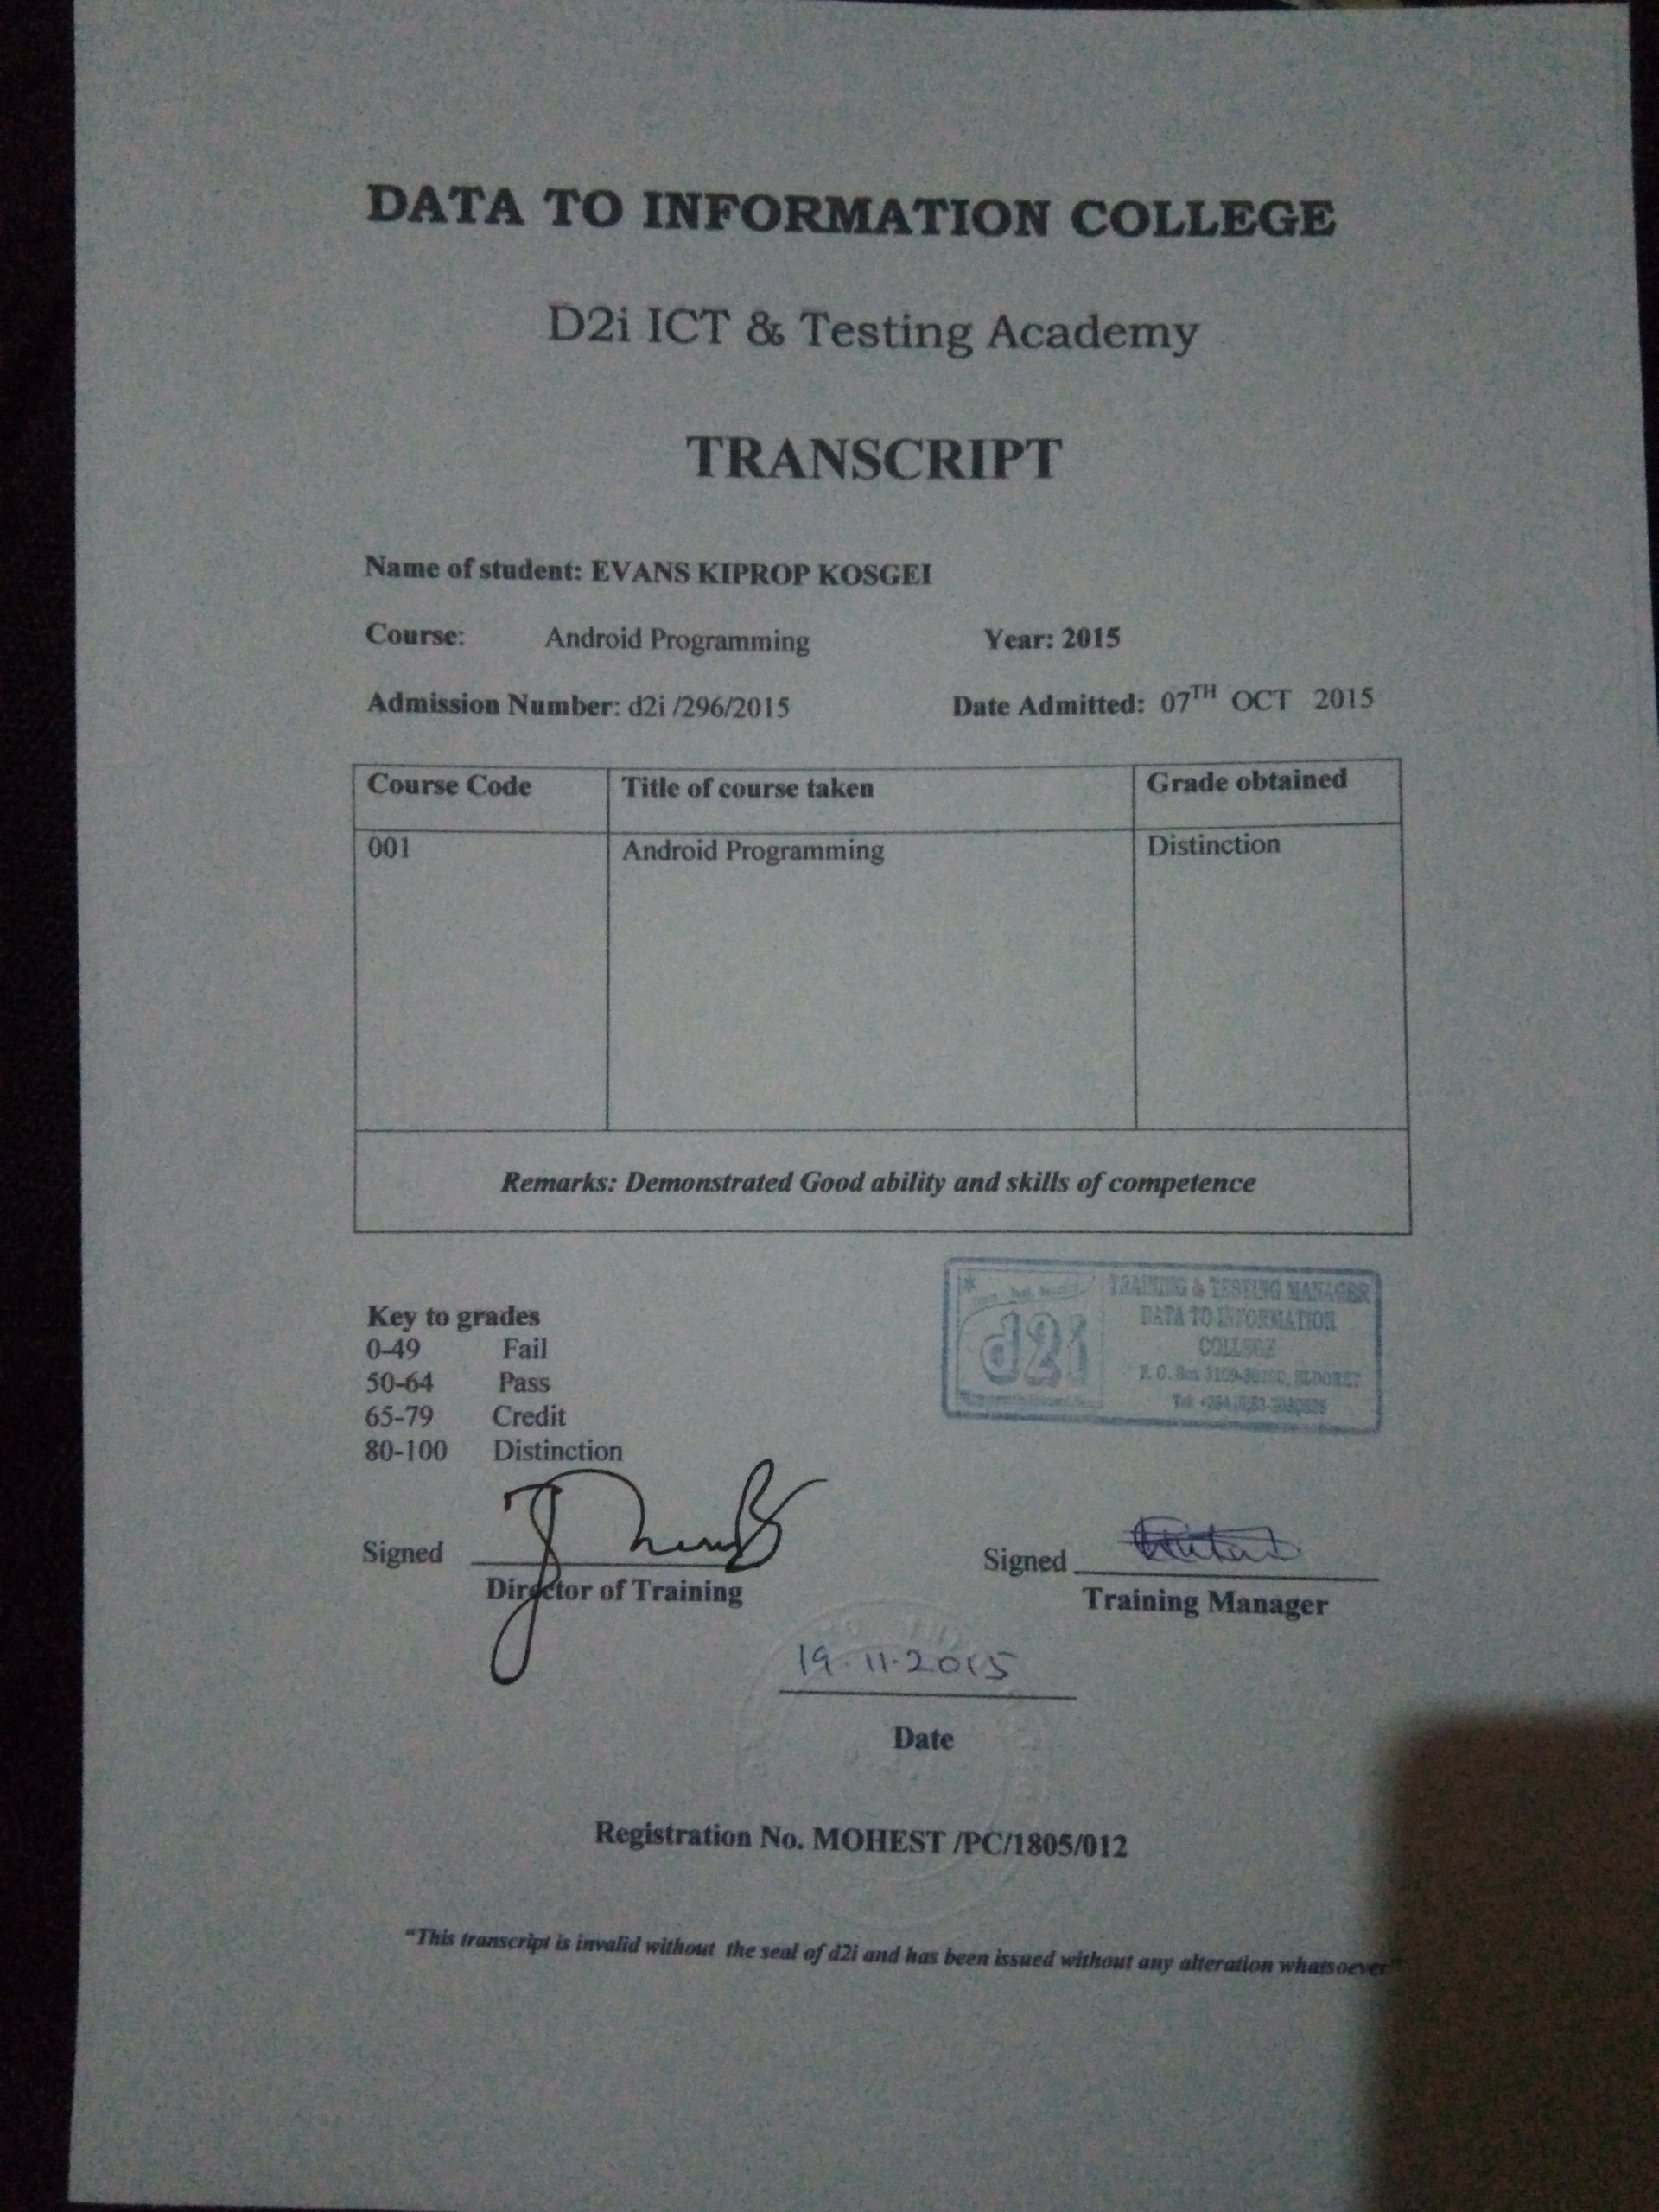 DATA TO INFORMATION COLLEGE
D2i ICT & Testing Academy
TRANSCRIPT
Name of student: EVANS KIPROP KOSGEI
Course: Android Programming Year: 2015
Admission Number: d2i /296/2015 Date Admitted: 07TH OCT 2015
Course Code Title of course taken Grade obtained
001 Android Programming Distinction
Remarks: Demonstrated Good ability and skills of competence
TRAINING & TESTING MANAGER
DATA TO INFORMATION
COLLEGE
P. O. Box ELDORET
d2i
Key to grades
0-49 Fail
50-64 Pass
65-79 Credit
80-100 Distinction
Signed
Director of Training
Signed
Training Manager
19.11.2015
Date
Registration No. MOHEST /PC/1805/012
"This transcript is invalid without the seal of d2i and has been issued without any alteration whatsoever"